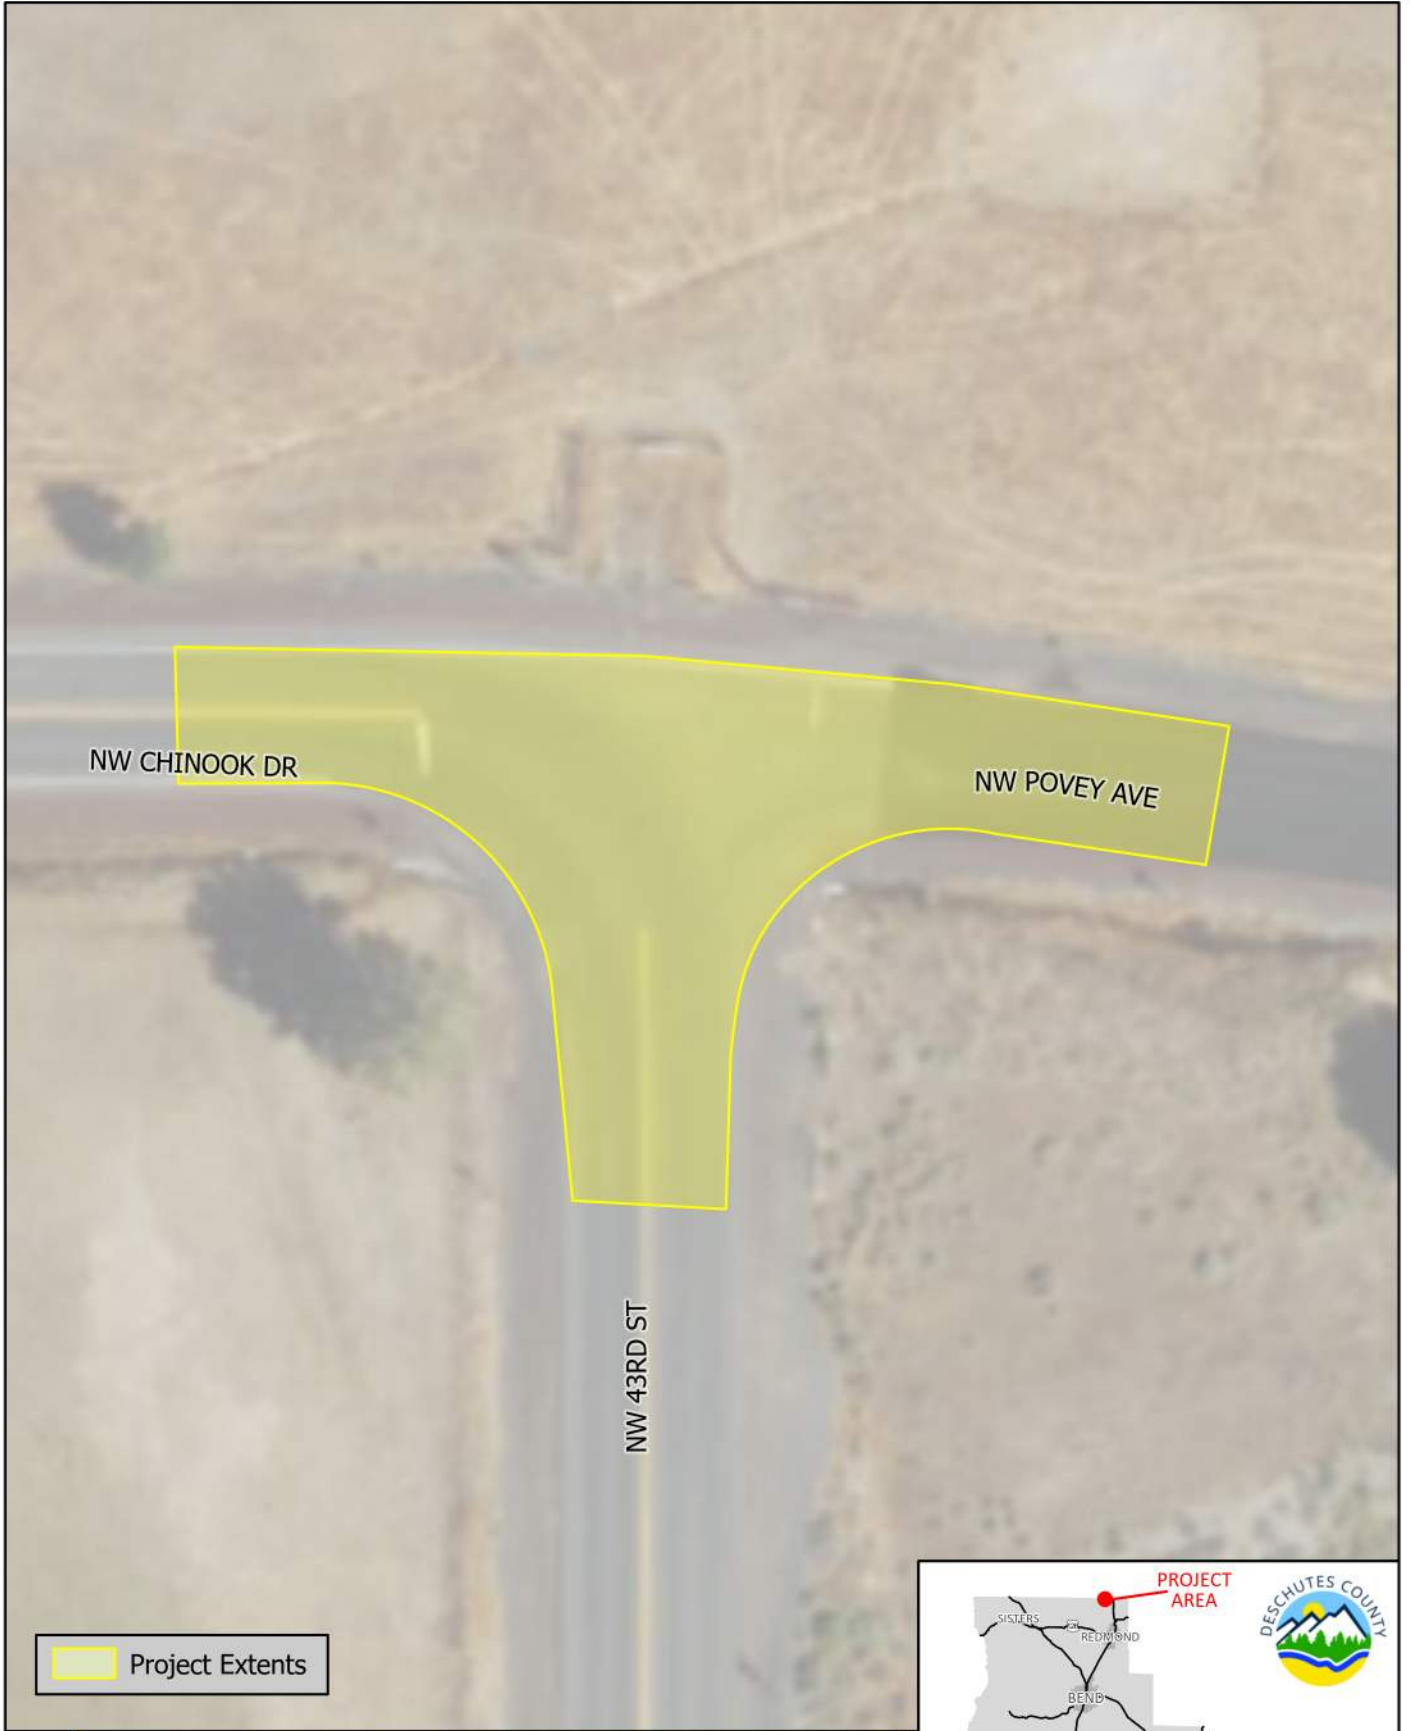 NW CHINOOK DR
NW POVEY AVE
NW 43RD ST
Project Extents
PROJECT
AREA
SISTERS
REDMOND
BEND
DESCHUTES COUNTY